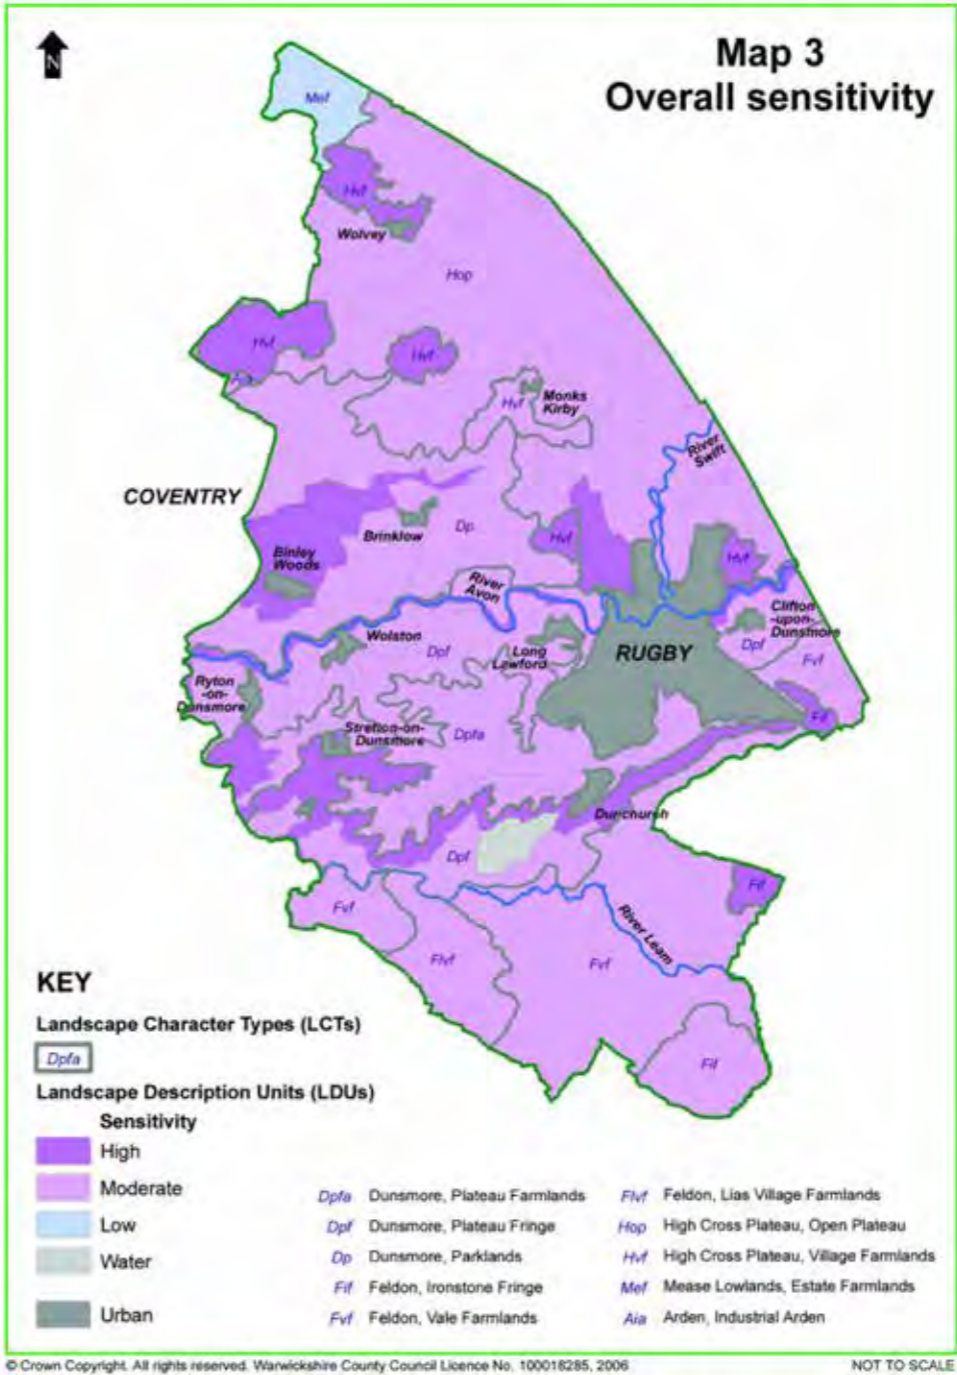 N
Map 3
Overall sensitivity
Mef
Hvf
Wolvey
Hop
Hvf
Hvf
Hvf
Monks
Kirby
River
Swift
COVENTRY
Brinklow
Dp
Hvf
Hvf
Binley
Woods
River
Avon
Clifton
-upon-
Dunsmore
Wolston
Dpf
Long
Lawford
RUGBY
Dpf
Fvf
Ryton
-on-
Dunsmore
Stretton-on-
Dunsmore
Dpfa
Fif
Dunchurch
Dpf
Fif
Fvf
River Leam
Flvf
Fvf
Fif
KEY
Landscape Character Types (LCTs)
Dpfa
Landscape Description Units (LDUs)
Sensitivity
High
Moderate
Low
Water
Urban
Dpfa Dunsmore, Plateau Farmlands
Dpf Dunsmore, Plateau Fringe
Dp Dunsmore, Parklands
Fif Feldon, Ironstone Fringe
Fvf Feldon, Vale Farmlands
Flvf Feldon, Lias Village Farmlands
Hop High Cross Plateau, Open Plateau
Hvf High Cross Plateau, Village Farmlands
Mef Mease Lowlands, Estate Farmlands
Aia Arden, Industrial Arden
© Crown Copyright. All rights reserved. Warwickshire County Council Licence No. 100018285, 2006
NOT TO SCALE